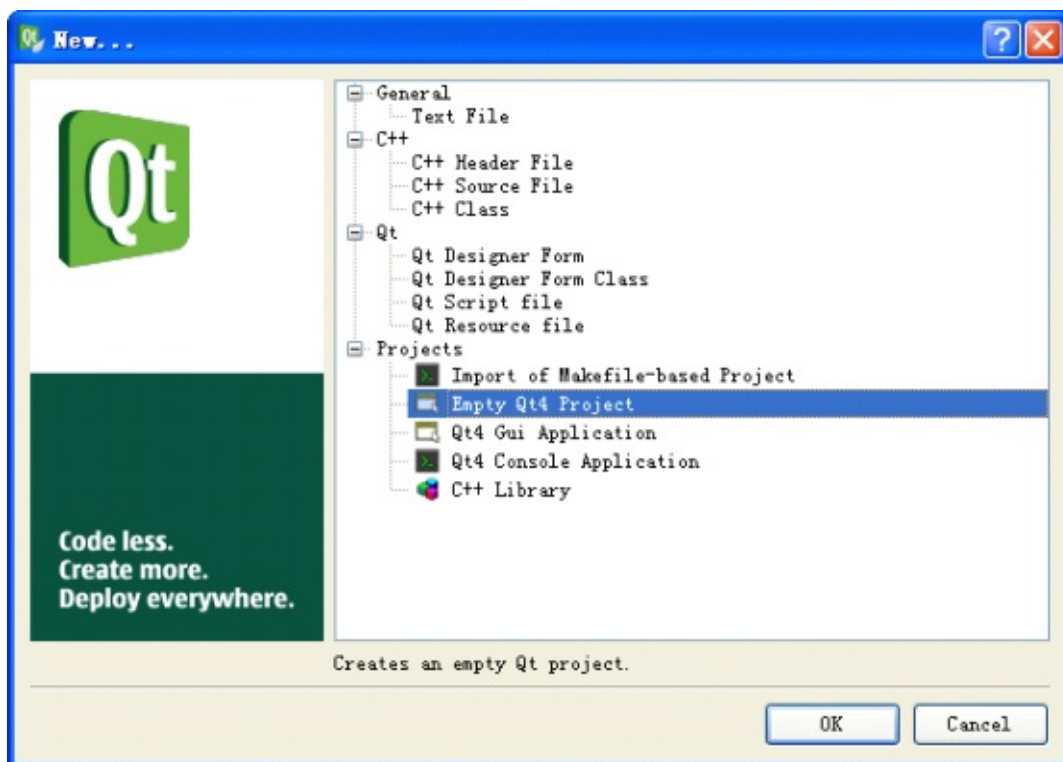 New...
Qt
Code less.
Create more.
Deploy everywhere.
General
Text File
C++
C++ Header File
C++ Source File
C++ Class
Qt
Qt Designer Form
Qt Designer Form Class
Qt Script file
Qt Resource file
Projects
Import of Makefile-based Project
Empty Qt4 Project
Qt4 Gui Application
Qt4 Console Application
C++ Library
Creates an empty Qt project.
OK
Cancel